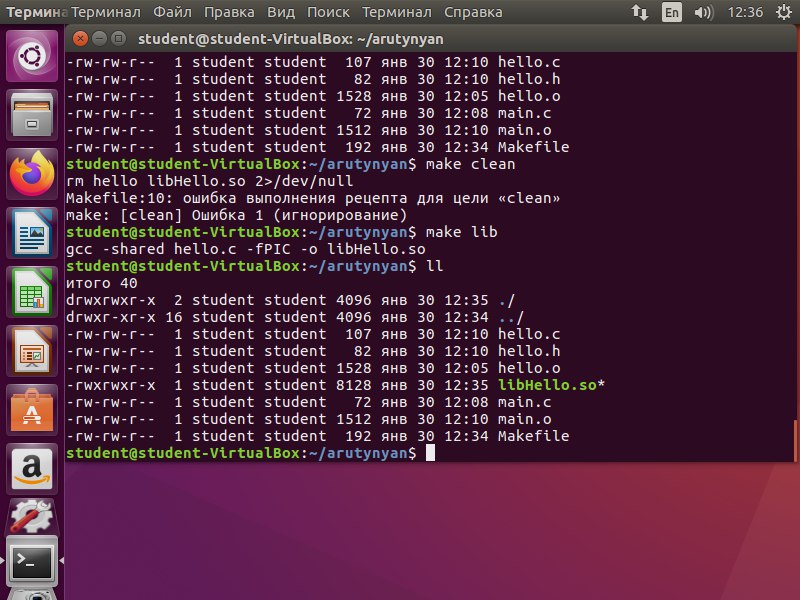 Термина Терминал Файл Правка Вид Поиск Терминал Справка En 12:36
student@student-VirtualBox: ~/arutynyan
-rw-rw-r-- 1 student student 107 янв 30 12:10 hello.c
-rw-rw-r-- 1 student student 82 янв 30 12:10 hello.h
-rw-rw-r-- 1 student student 1528 янв 30 12:05 hello.o
-rw-rw-r-- 1 student student 72 янв 30 12:08 main.c
-rw-rw-r-- 1 student student 1512 янв 30 12:10 main.o
-rw-rw-r-- 1 student student 192 янв 30 12:34 Makefile
student@student-VirtualBox:~/arutynyan$ make clean
rm hello libHello.so 2>/dev/null
Makefile:10: ошибка выполнения рецепта для цели «clean»
make: [clean] Ошибка 1 (игнорирование)
student@student-VirtualBox:~/arutynyan$ make lib
gcc -shared hello.c -fPIC -o libHello.so
student@student-VirtualBox:~/arutynyan$ ll
итого 40
drwxrwxr-x 2 student student 4096 янв 30 12:35 ./
drwxr-xr-x 16 student student 4096 янв 30 12:34 ../
-rw-rw-r-- 1 student student 107 янв 30 12:10 hello.c
-rw-rw-r-- 1 student student 82 янв 30 12:10 hello.h
-rw-rw-r-- 1 student student 1528 янв 30 12:05 hello.o
-rwxrwxr-x 1 student student 8128 янв 30 12:35 libHello.so*
-rw-rw-r-- 1 student student 72 янв 30 12:08 main.c
-rw-rw-r-- 1 student student 1512 янв 30 12:10 main.o
-rw-rw-r-- 1 student student 192 янв 30 12:34 Makefile
student@student-VirtualBox:~/arutynyan$